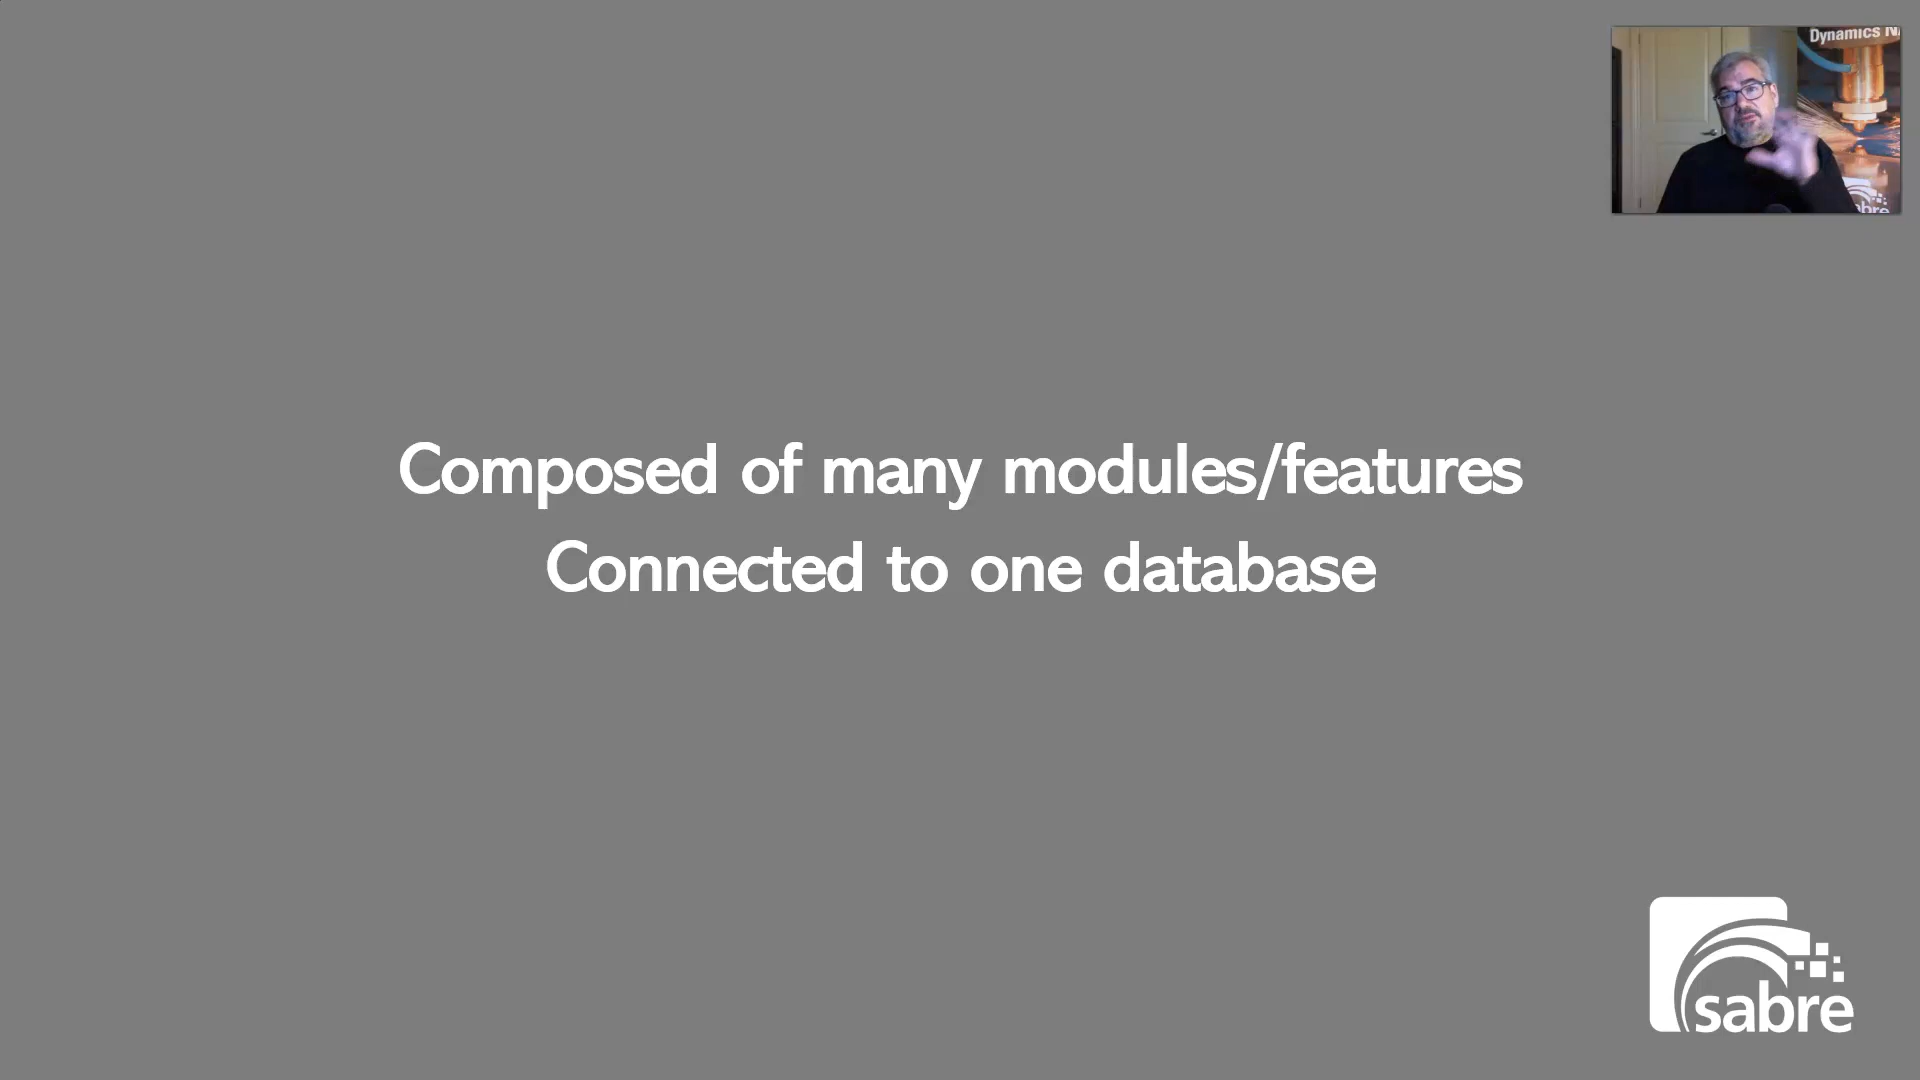 Dynamics N
Composed of many modules/features
Connected to one database
sabre